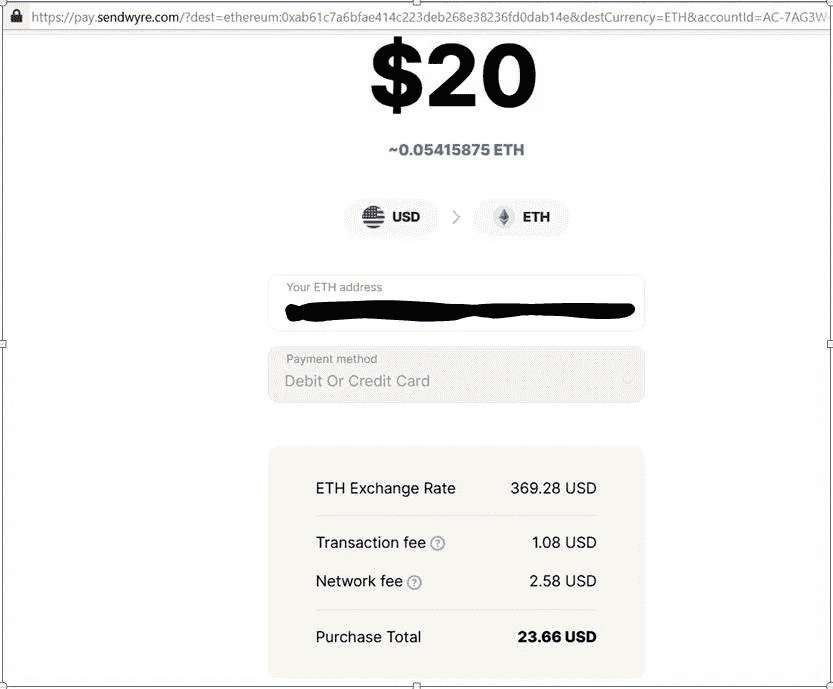 https://pay.sendwyre.com/?dest=ethereum:0xab61c7a6bfae414c223deb268e38236fd0dab14e&destCurrency=ETH&accountId=AC-7AG3W
$20
~0.05415875 ETH
USD > ETH
Your ETH address
Payment method
Debit Or Credit Card
ETH Exchange Rate 369.28 USD
Transaction fee ? 1.08 USD
Network fee ? 2.58 USD
Purchase Total 23.66 USD